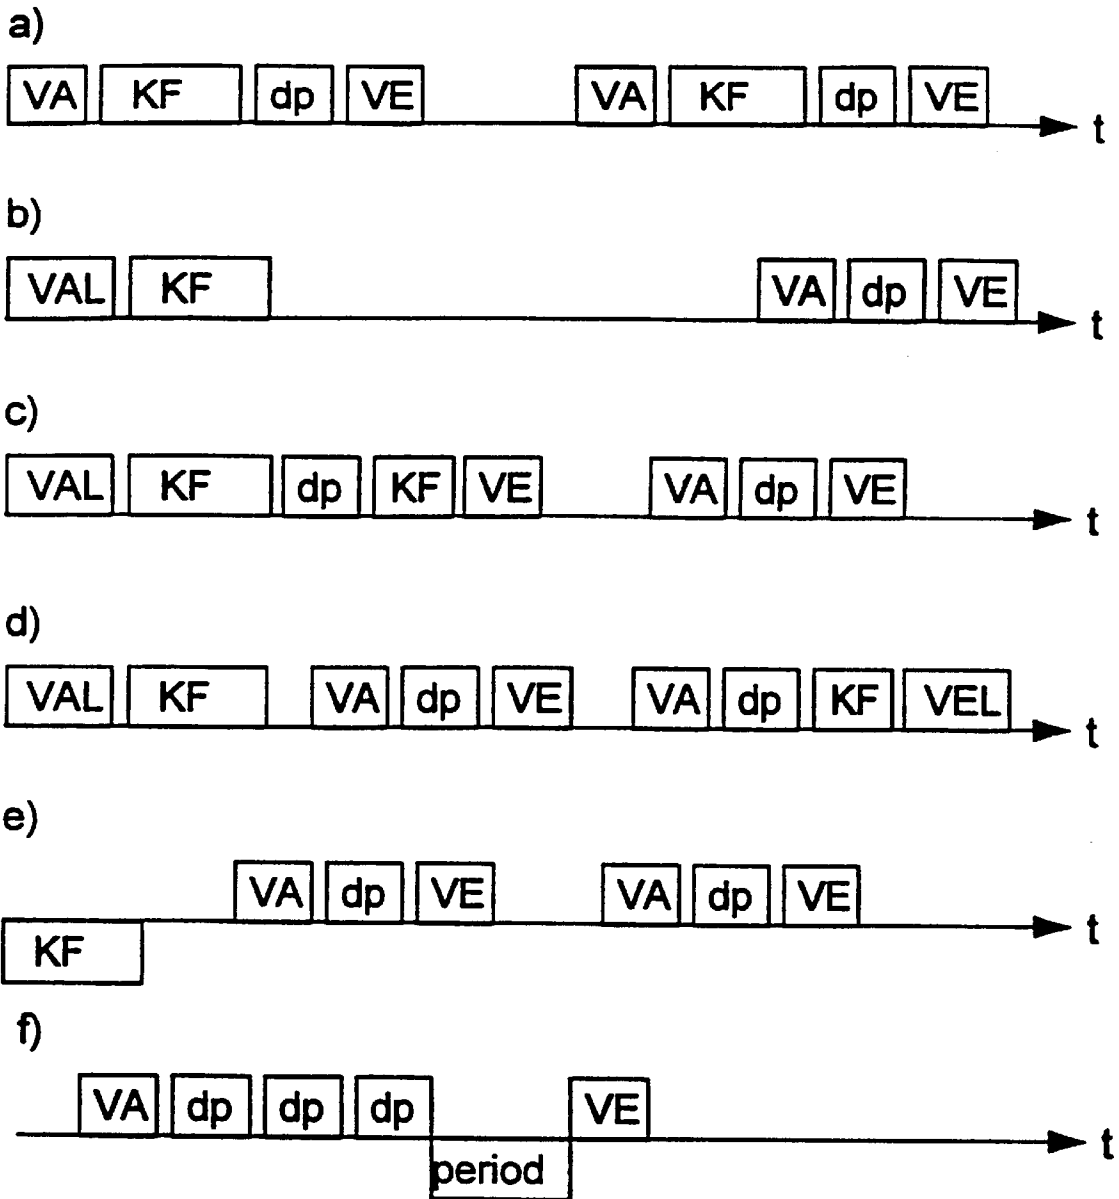 a)
VA KF dp VE VA KF dp VE
t
b)
VAL KF VA dp VE
t
c)
VAL KF dp KF VE VA dp VE
t
d)
VAL KF VA dp VE VA dp KF VEL
t
e)
VA dp VE VA dp VE
t
KF
f)
VA dp dp dp VE
t
period